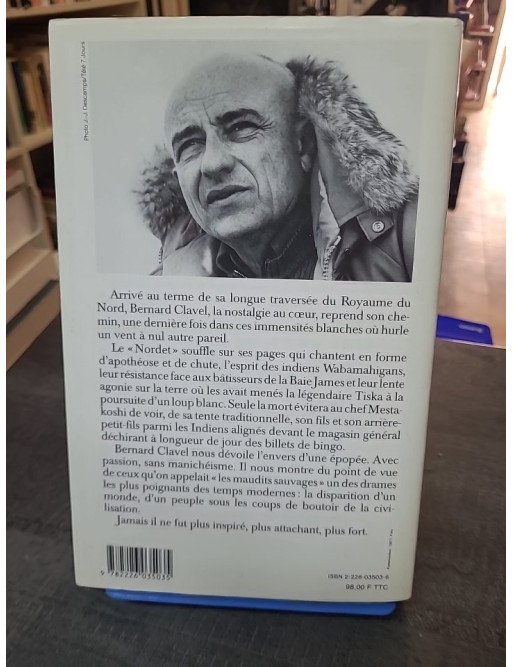 Photo J.-J. Descamps/Télé 7 Jours
Arrivé au terme de sa longue traversée du Royaume du
Nord, Bernard Clavel, la nostalgie au cœur, reprend son che-
min, une dernière fois dans ces immensités blanches où hurle
un vent à nul autre pareil.
Le « Nordet » souffle sur ses pages qui chantent en forme
d'apothéose et de chute, l'esprit des indiens Wabamahigans,
leur résistance face aux bâtisseurs de la Baie James et leur lente
agonie sur la terre où les avait menés la légendaire Tiska à la
poursuite d'un loup blanc. Seule la mort évitera au chef Mesta-
koshi de voir, de sa tente traditionnelle, son fils et son arrière-
petit-fils parmi les Indiens alignés devant le magasin général
déchirant à longueur de jour des billets de bingo.
Bernard Clavel nous dévoile l'envers d'une épopée. Avec
passion, sans manichéisme. Il nous montre du point de vue
de ceux qu'on appelait « les maudits sauvages » un des drames
les plus poignants des temps modernes : la disparition d'un
monde, d'un peuple sous les coups de boutoir de la civi-
lisation.
Jamais il ne fut plus inspiré, plus attachant, plus fort.
9 782226 035035
ISBN 2-226-03503-6
98,00 F TTC